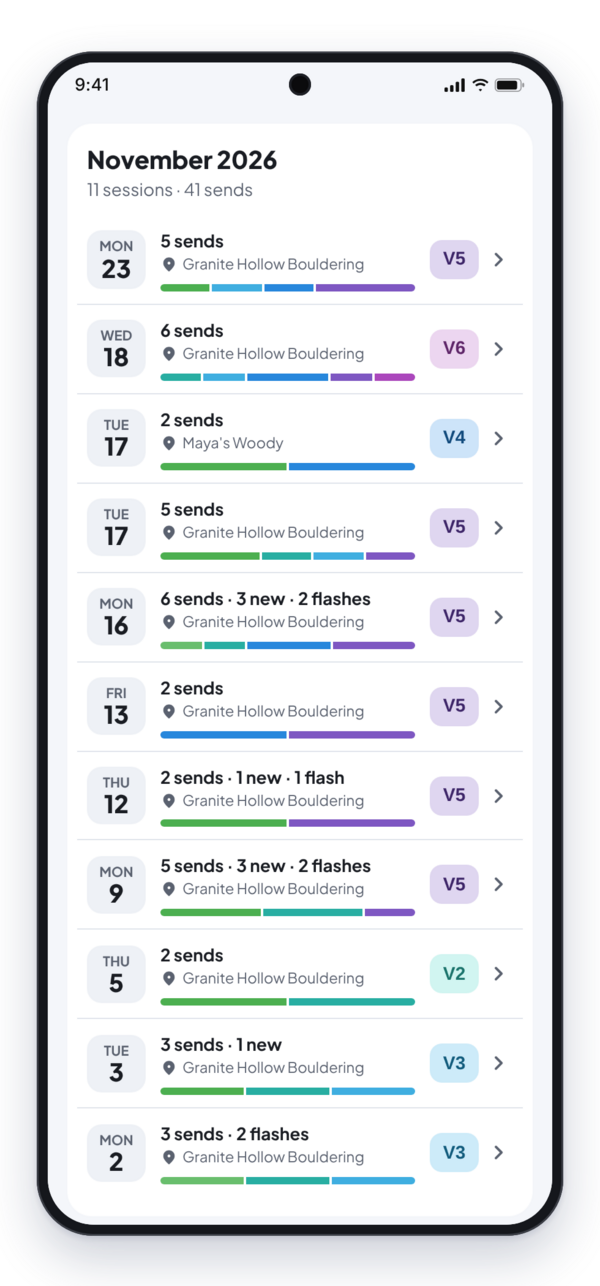 9:41
November 2026
11 sessions · 41 sends
MON
23
5 sends
Granite Hollow Bouldering
V5
WED
18
6 sends
Granite Hollow Bouldering
V6
TUE
17
2 sends
Maya's Woody
V4
TUE
17
5 sends
Granite Hollow Bouldering
V5
MON
16
6 sends · 3 new · 2 flashes
Granite Hollow Bouldering
V5
FRI
13
2 sends
Granite Hollow Bouldering
V5
THU
12
2 sends · 1 new · 1 flash
Granite Hollow Bouldering
V5
MON
9
5 sends · 3 new · 2 flashes
Granite Hollow Bouldering
V5
THU
5
2 sends
Granite Hollow Bouldering
V2
TUE
3
3 sends · 1 new
Granite Hollow Bouldering
V3
MON
2
3 sends · 2 flashes
Granite Hollow Bouldering
V3